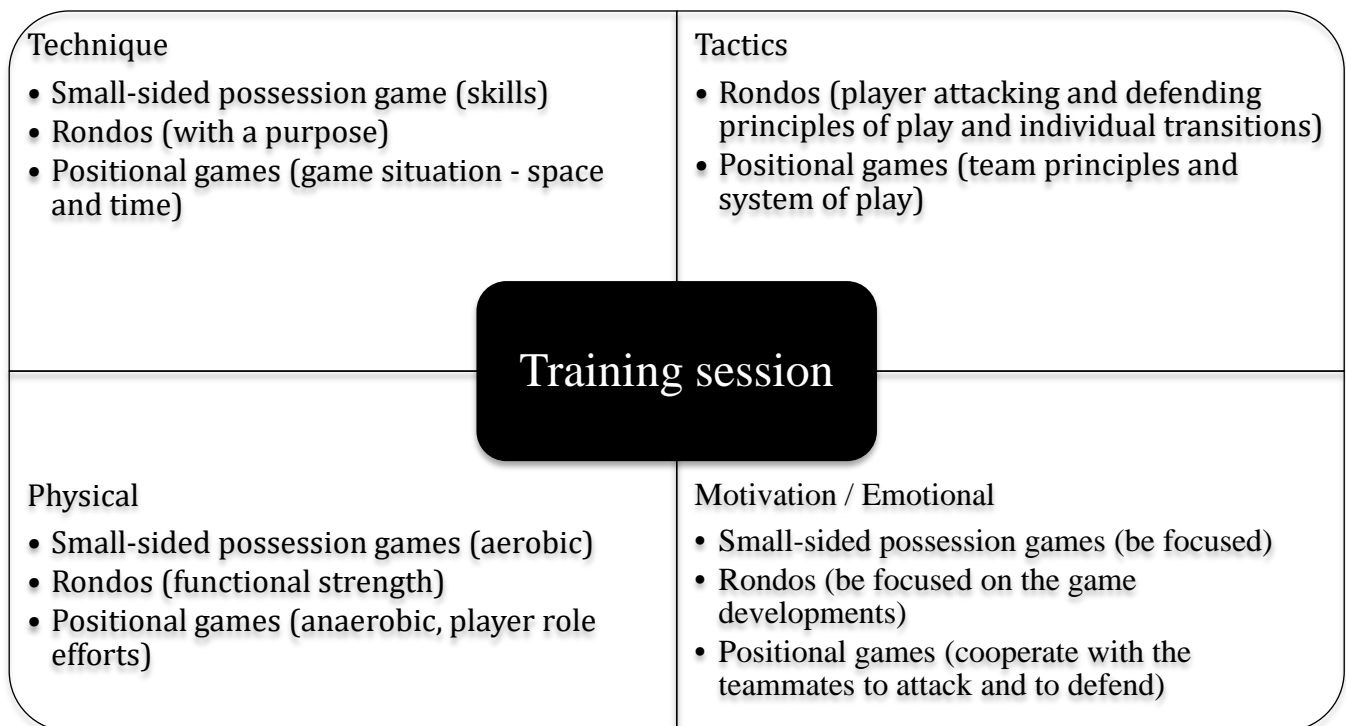 Technique
• Small-sided possession game (skills)
• Rondos (with a purpose)
• Positional games (game situation - space
and time)
Tactics
• Rondos (player attacking and defending
principles of play and individual transitions)
• Positional games (team principles and
system of play)
Training session
Physical
• Small-sided possession games (aerobic)
• Rondos (functional strength)
• Positional games (anaerobic, player role
efforts)
Motivation / Emotional
• Small-sided possession games (be focused)
• Rondos (be focused on the game
developments)
• Positional games (cooperate with the
teammates to attack and to defend)